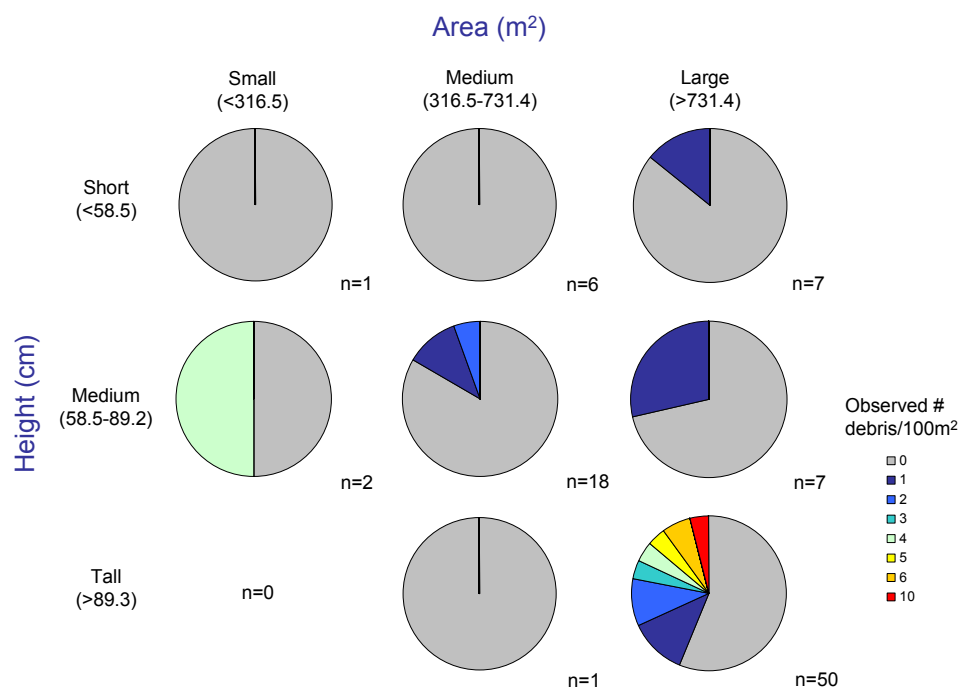 Area (m²)
Small
(<316.5)
Medium
(316.5-731.4)
Large
(>731.4)
Short
(<58.5)
n=1
n=6
n=7
Height (cm)
Medium
(58.5-89.2)
n=2
n=18
n=7
Tall
(>89.3)
n=0
n=1
n=50
Observed #
debris/100m²
0
1
2
3
4
5
6
10